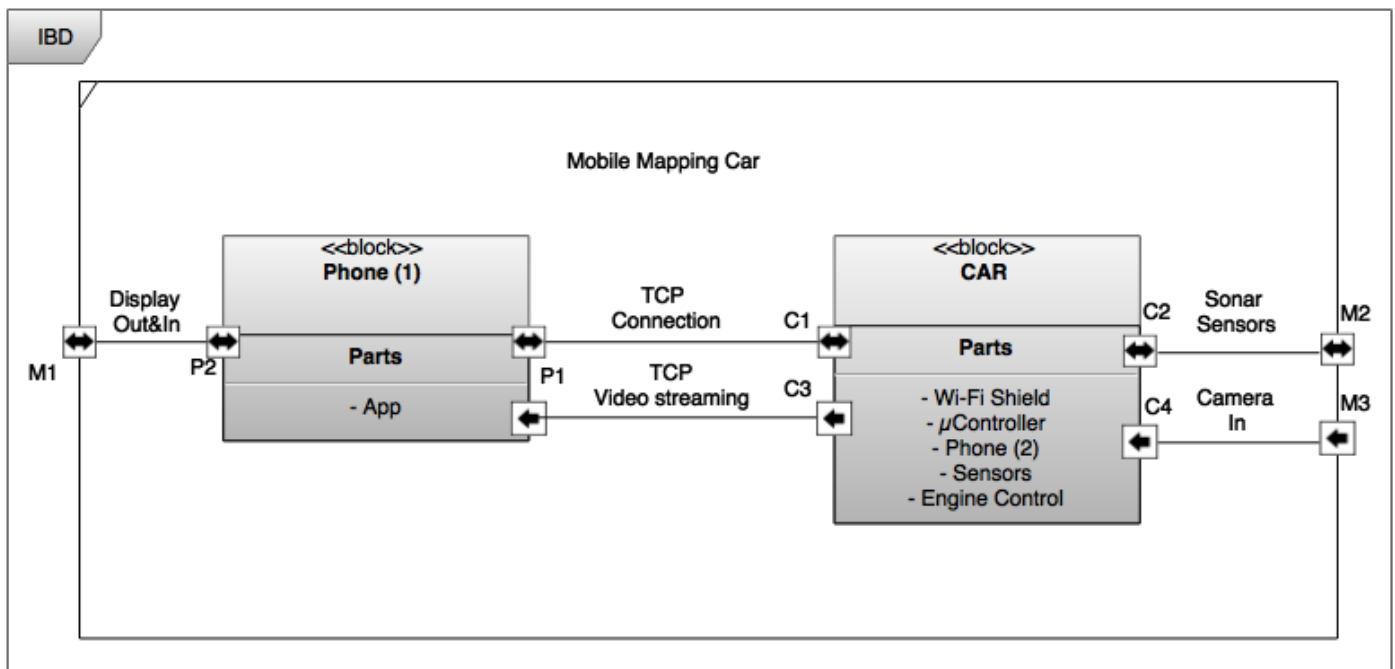 IBD
Mobile Mapping Car
<<block>>
Phone (1)
Parts
- App
<<block>>
CAR
Parts
- Wi-Fi Shield
- µController
- Phone (2)
- Sensors
- Engine Control
Display
Out&In
M1
P2
TCP
Connection
P1
C1
TCP
Video streaming
C3
C2
Sonar
Sensors
M2
C4
Camera
In
M3